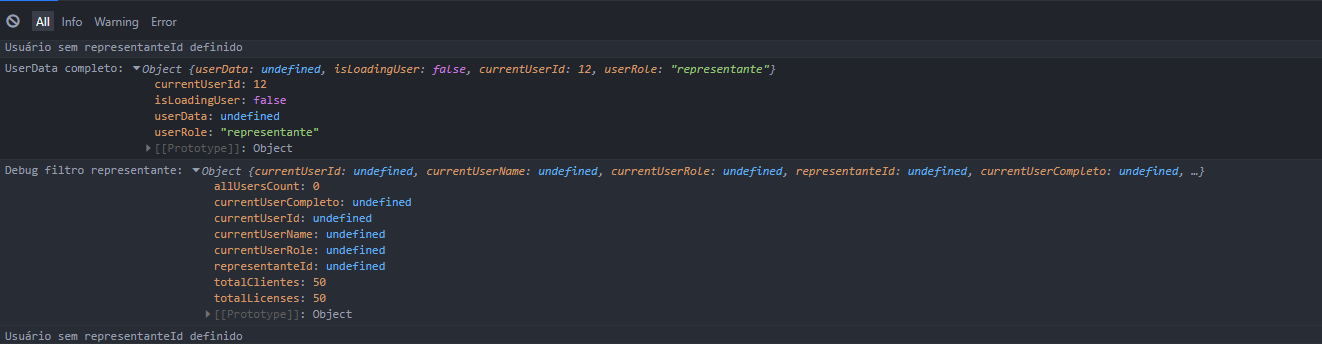 All Info Warning Error
Usuário sem representanteId definido
UserData completo: ▼Object {userData: undefined, isLoadingUser: false, currentUserId: 12, userRole: "representante"}
currentUserId: 12
isLoadingUser: false
userData: undefined
userRole: "representante"
▶[[Prototype]]: Object
Debug filtro representante: ▼Object {currentUserId: undefined, currentUserName: undefined, currentUserRole: undefined, representanteId: undefined, currentUserCompleto: undefined, …}
allUsersCount: 0
currentUserCompleto: undefined
currentUserId: undefined
currentUserName: undefined
currentUserRole: undefined
representanteId: undefined
totalClientes: 50
totalLicenses: 50
▶[[Prototype]]: Object
Usuário sem representanteId definido